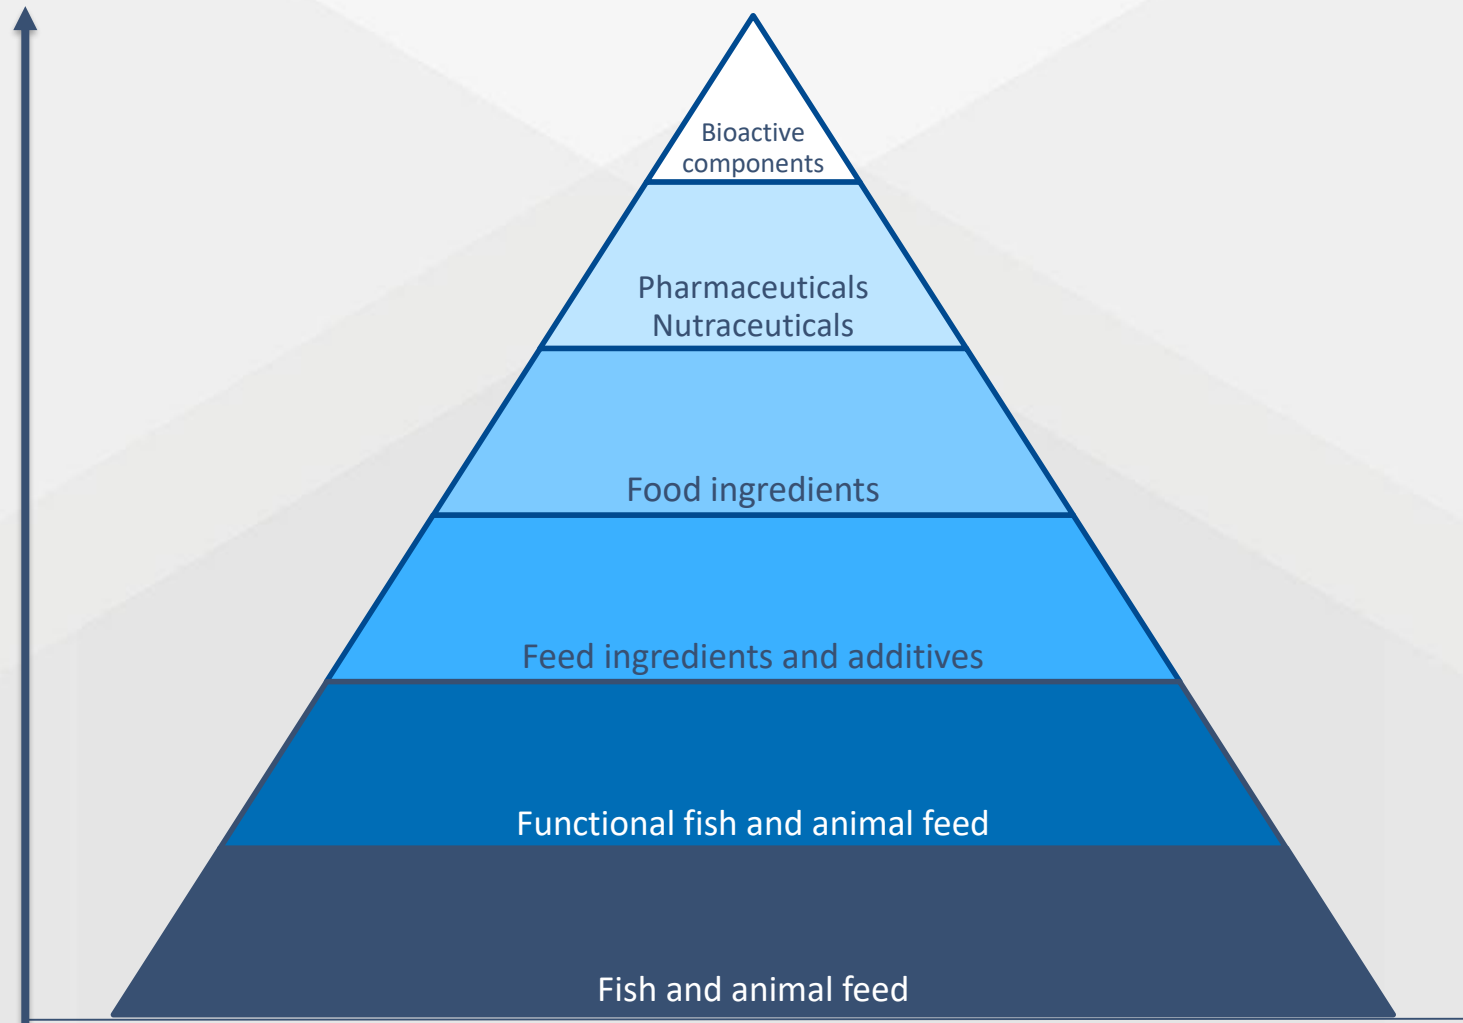 Bioactive
components
Pharmaceuticals
Nutraceuticals
Food ingredients
Feed ingredients and additives
Functional fish and animal feed
Fish and animal feed